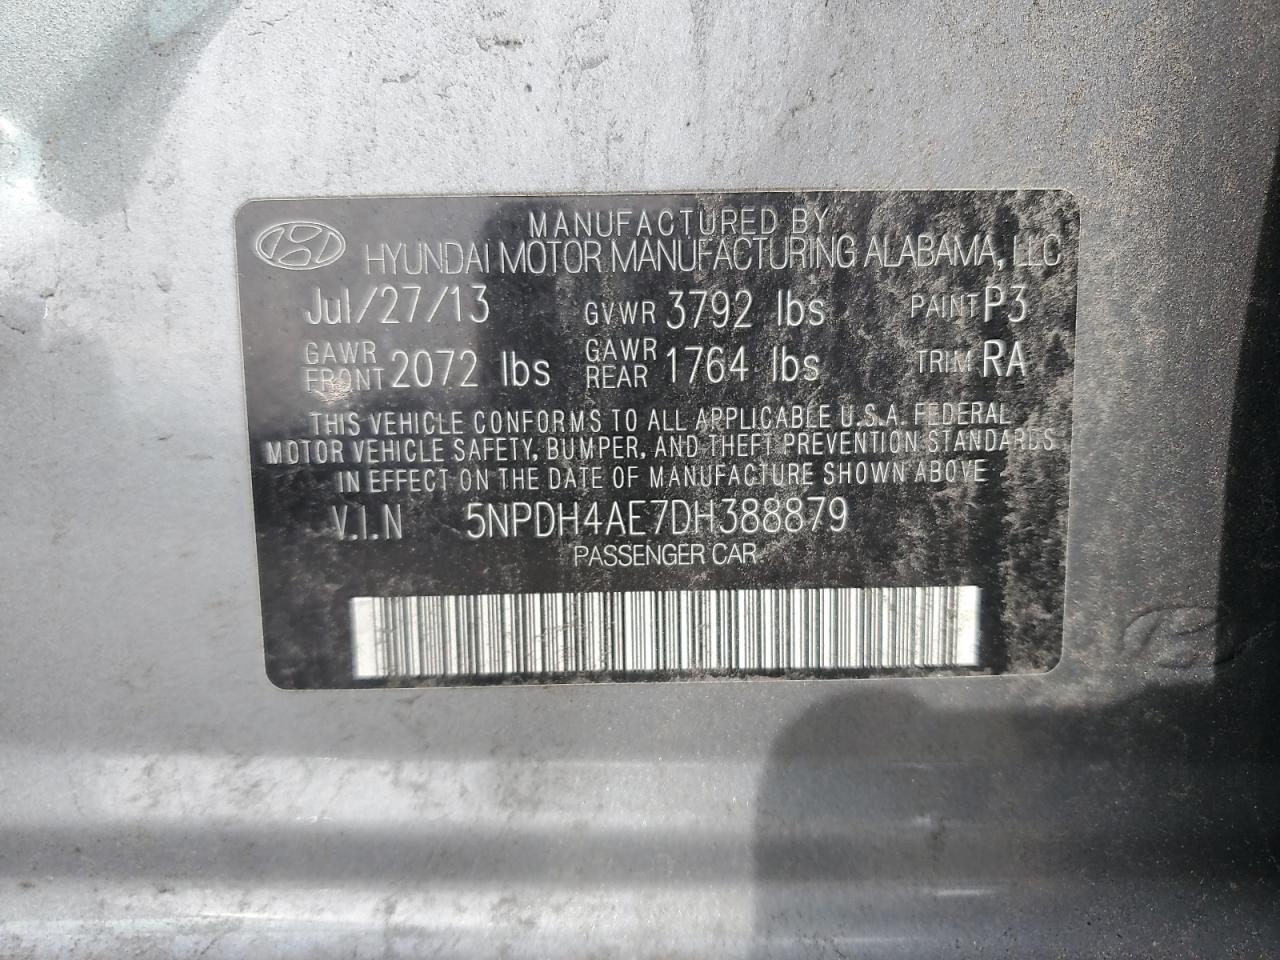 MANUFACTURED BY
HYUNDAI MOTOR MANUFACTURING ALABAMA, LLC
Jul/27/13 GVWR 3792 lbs PAINT P3
GAWR FRONT 2072 lbs GAWR REAR 1764 lbs TRIM RA
THIS VEHICLE CONFORMS TO ALL APPLICABLE U.S.A. FEDERAL
MOTOR VEHICLE SAFETY, BUMPER, AND THEFT PREVENTION STANDARDS
IN EFFECT ON THE DATE OF MANUFACTURE SHOWN ABOVE
V.I.N 5NPDH4AE7DH388879
PASSENGER CAR